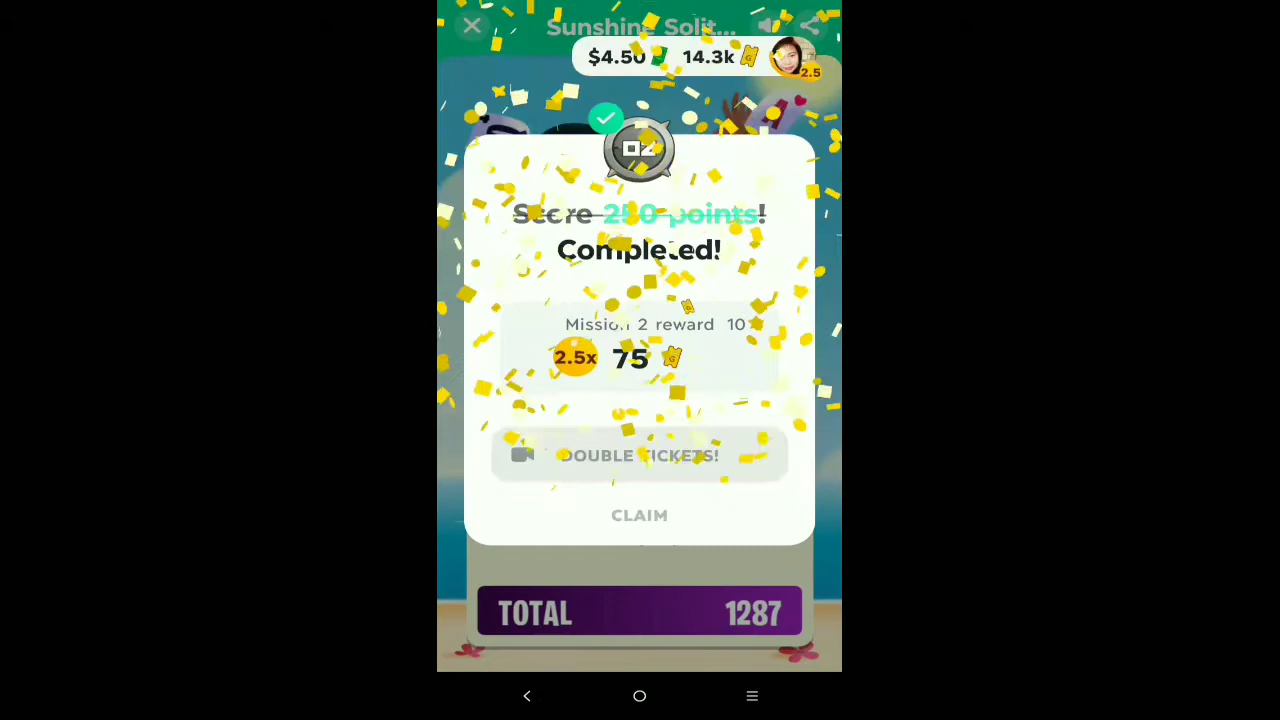 Sunshine Solit...
$4.50 14.3k
2.5
A
02
Score 250 points!
Completed!
Mission 2 reward 10
2.5x 75 G
DOUBLE TICKETS!
CLAIM
TOTAL 1287